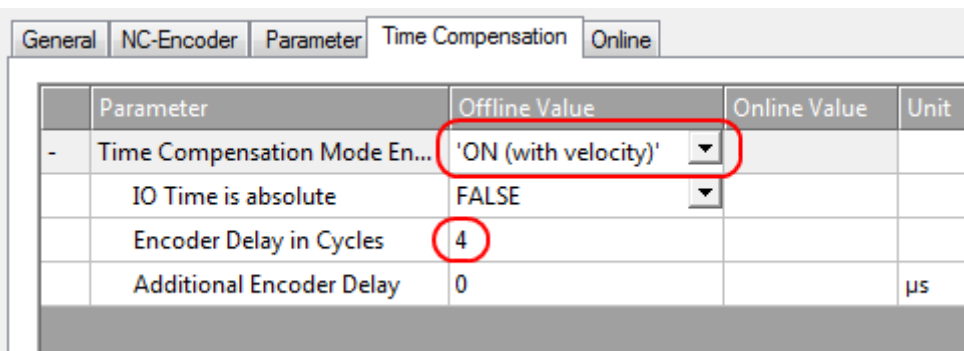 General NC-Encoder Parameter Time Compensation Online
Parameter Offline Value Online Value Unit
- Time Compensation Mode En... 'ON (with velocity)'
IO Time is absolute FALSE
Encoder Delay in Cycles 4
Additional Encoder Delay 0 µs